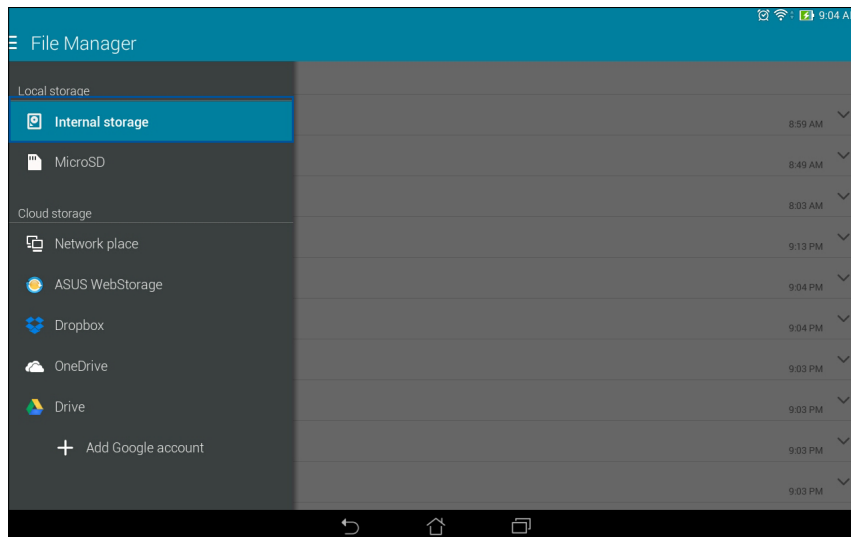 9:04 A
File Manager
Local storage
Internal storage
MicroSD
Cloud storage
Network place
ASUS WebStorage
Dropbox
OneDrive
Drive
Add Google account
8:59 AM
8:49 AM
8:03 AM
9:13 PM
9:04 PM
9:04 PM
9:03 PM
9:03 PM
9:03 PM
9:03 PM